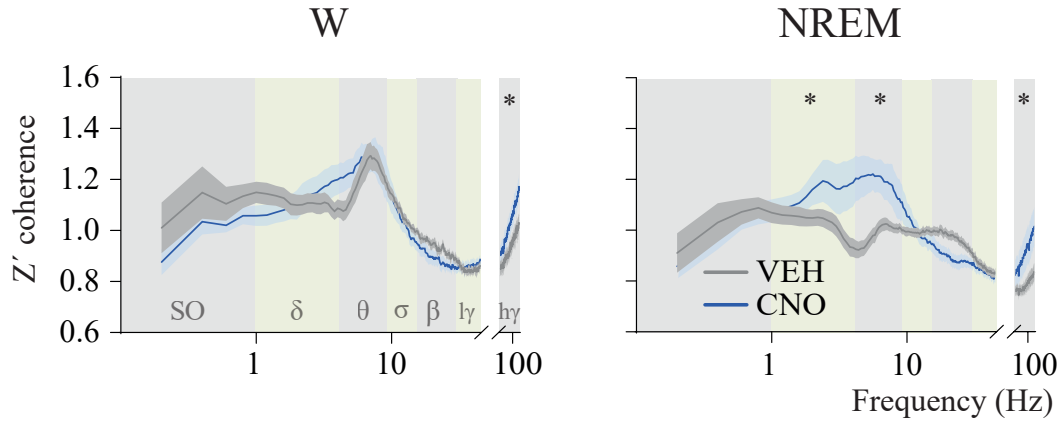 W
NREM
Z′ coherence
1.6
1.4
1.2
1.0
0.8
0.6
*
* * *
SO δ θ σ β lγ hγ
VEH
CNO
1 10 100
1 10 100
Frequency (Hz)